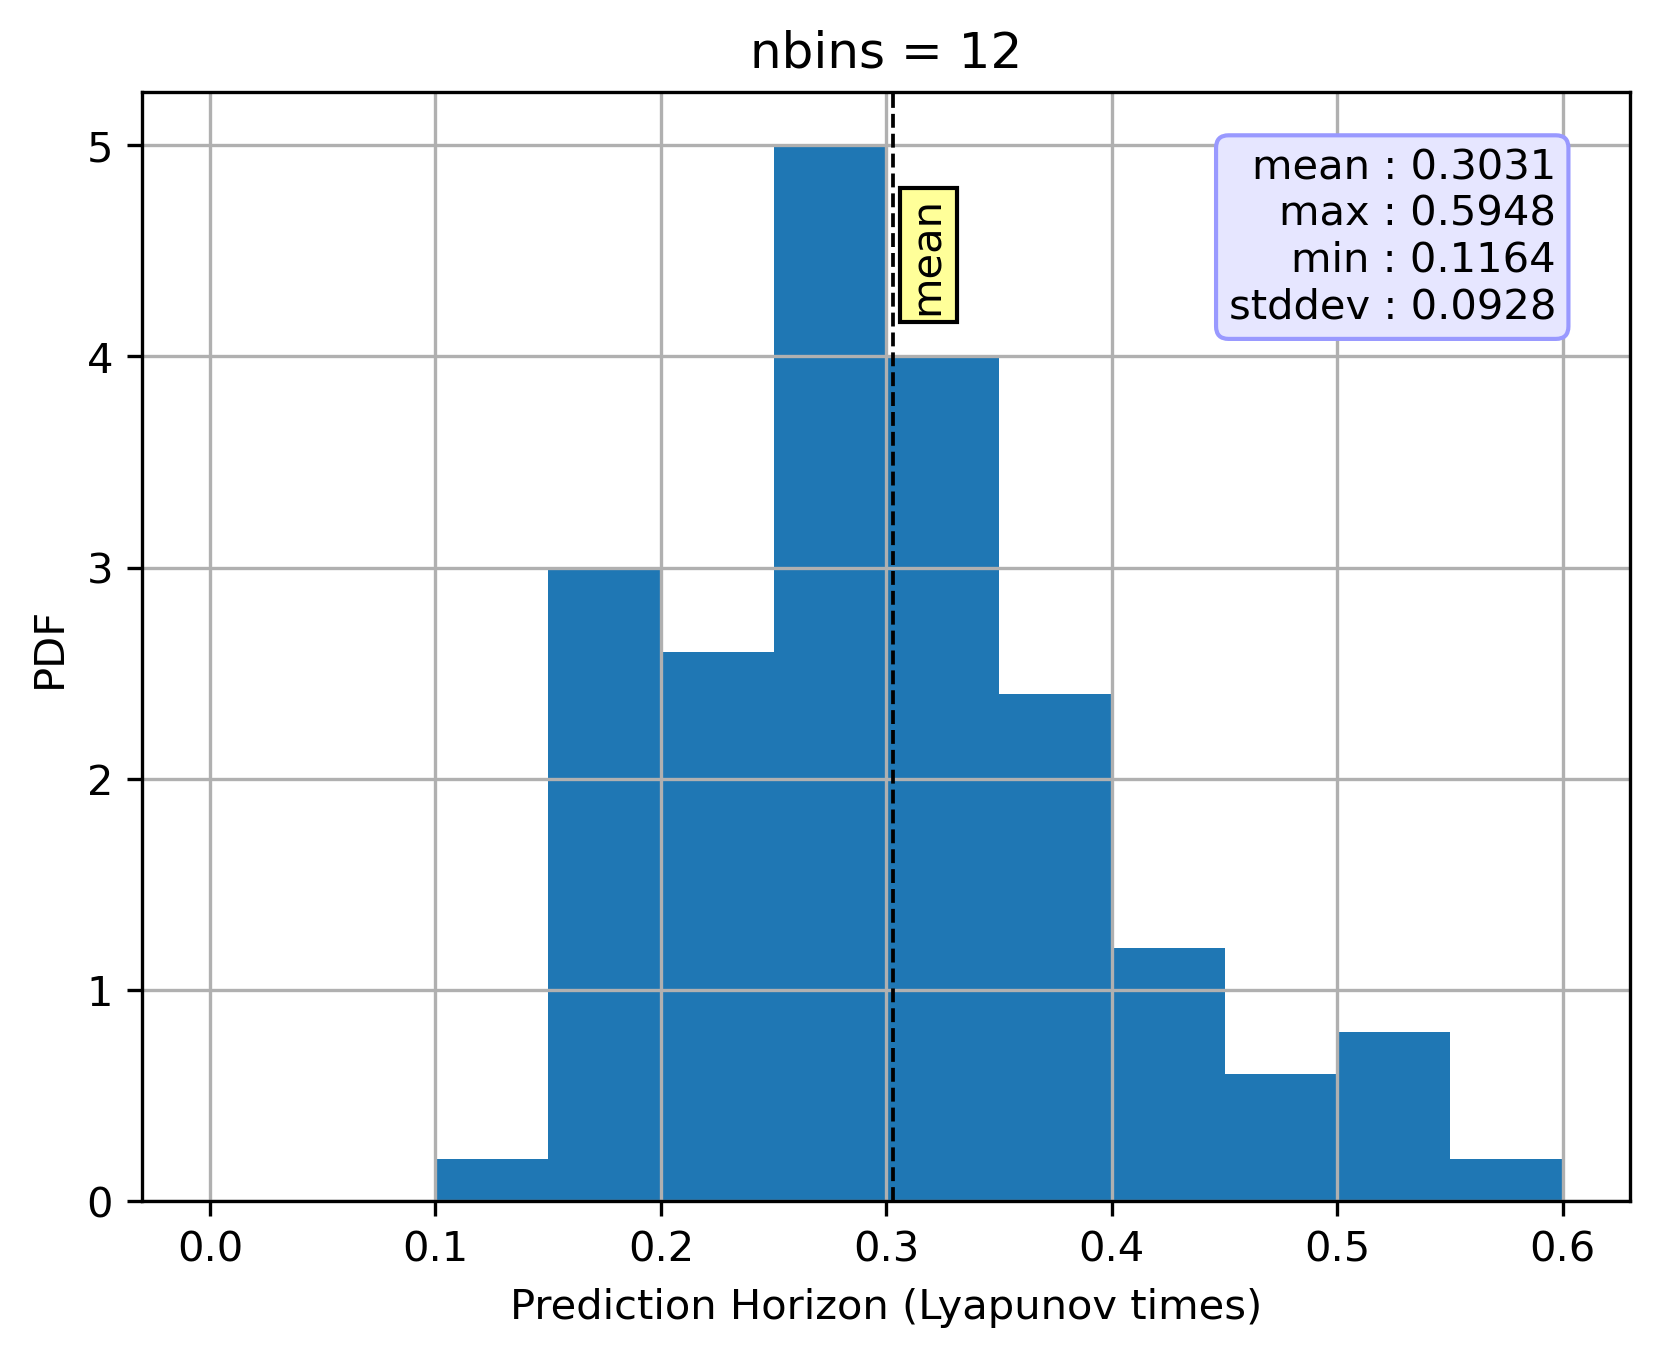 nbins = 12
5
4
3
2
1
0
PDF
mean
mean : 0.3031
max : 0.5948
min : 0.1164
stddev : 0.0928
0.0 0.1 0.2 0.3 0.4 0.5 0.6
Prediction Horizon (Lyapunov times)